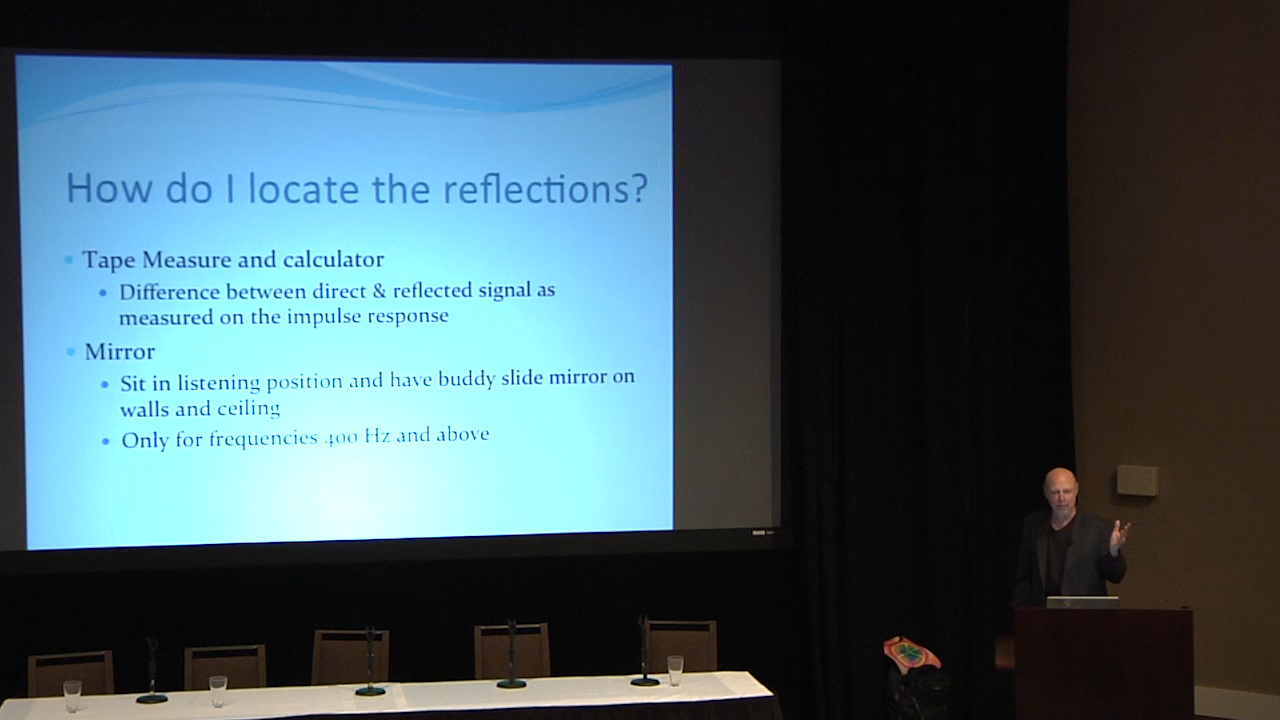 How do I locate the reflections?
Tape Measure and calculator
Difference between direct & reflected signal as
measured on the impulse response
Mirror
Sit in listening position and have buddy slide mirror on
walls and ceiling
Only for frequencies 400 Hz and above